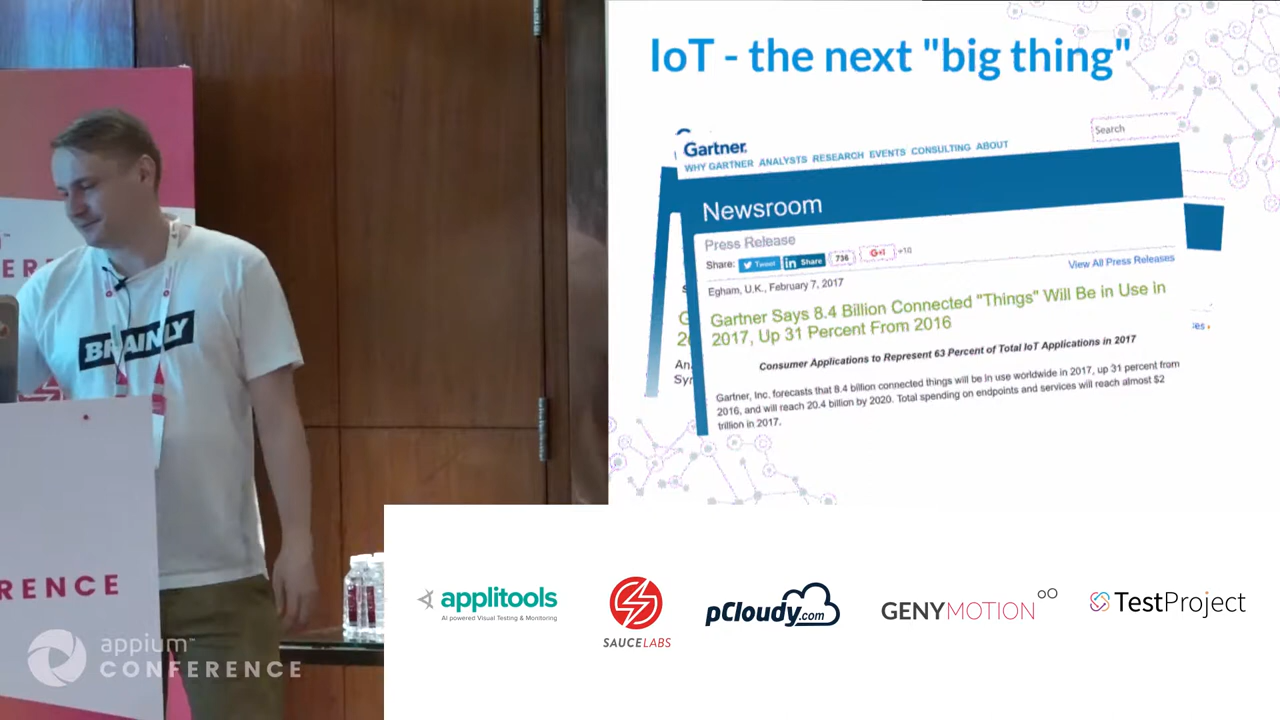 IoT - the next "big thing"
Gartner
WHY GARTNER ANALYSTS RESEARCH EVENTS CONSULTING ABOUT
Search
Newsroom
Press Release
Share: Tweet in Share 736 G+1 +10
View All Press Releases
Egham, U.K., February 7, 2017
Gartner Says 8.4 Billion Connected "Things" Will Be in Use in
2017, Up 31 Percent From 2016
Consumer Applications to Represent 63 Percent of Total IoT Applications in 2017
Gartner, Inc. forecasts that 8.4 billion connected things will be in use worldwide in 2017, up 31 percent from
2016, and will reach 20.4 billion by 2020. Total spending on endpoints and services will reach almost $2
trillion in 2017.
BRAINLY
RENCE
appium™
CONFERENCE
applitools
AI powered Visual Testing & Monitoring
SAUCELABS
pCloudy.com
GENYMOTION
TestProject